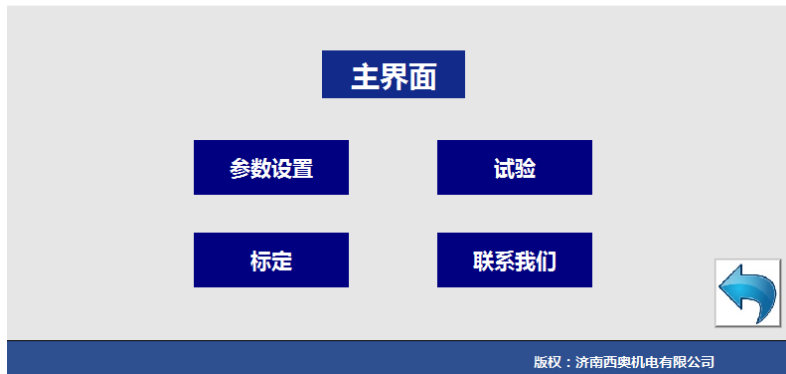 主界面
参数设置
试验
标定
联系我们
版权：济南西奥机电有限公司